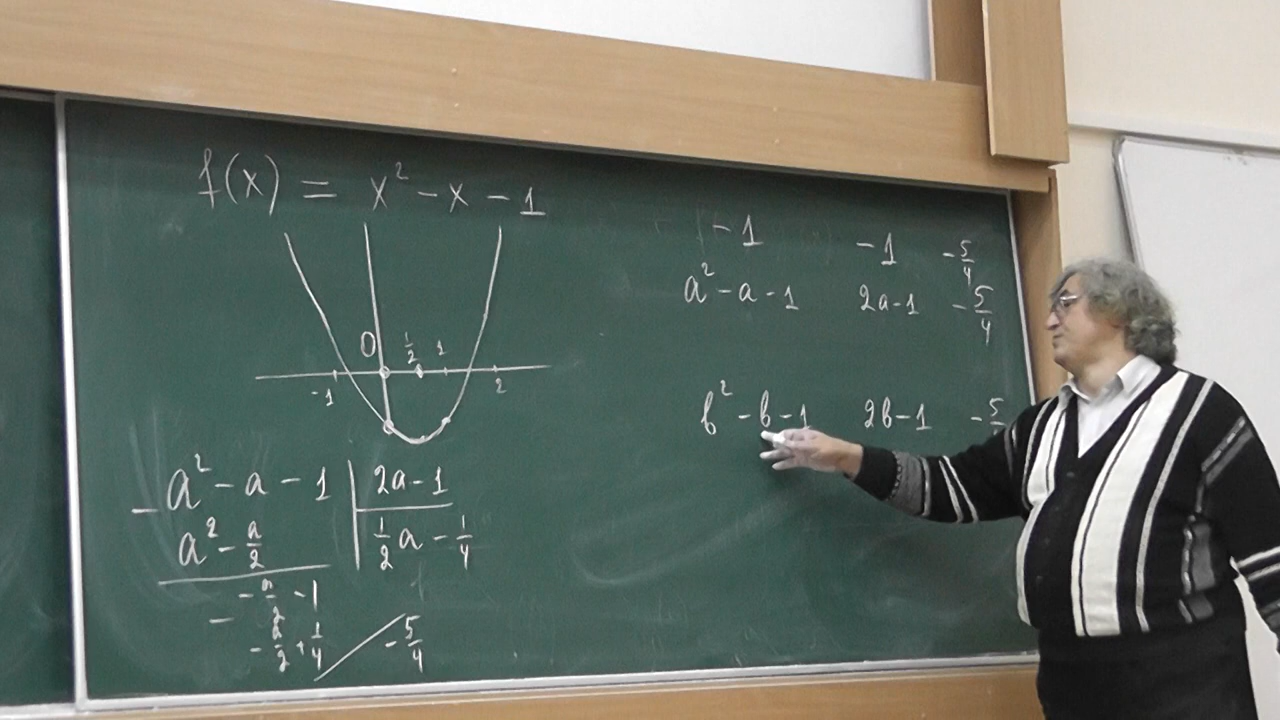 f(x) = x² - x - 1
0 1/2 1
-1 2
a² - a - 1 | 2a - 1
- a² - a/2 | 1/2 a - 1/4
- a/2 - 1
- - a/2 + 1/4
- 5/4
-1 -1 -5/4
a² - a - 1 2a - 1 -5/4
b² - b - 1 2b - 1